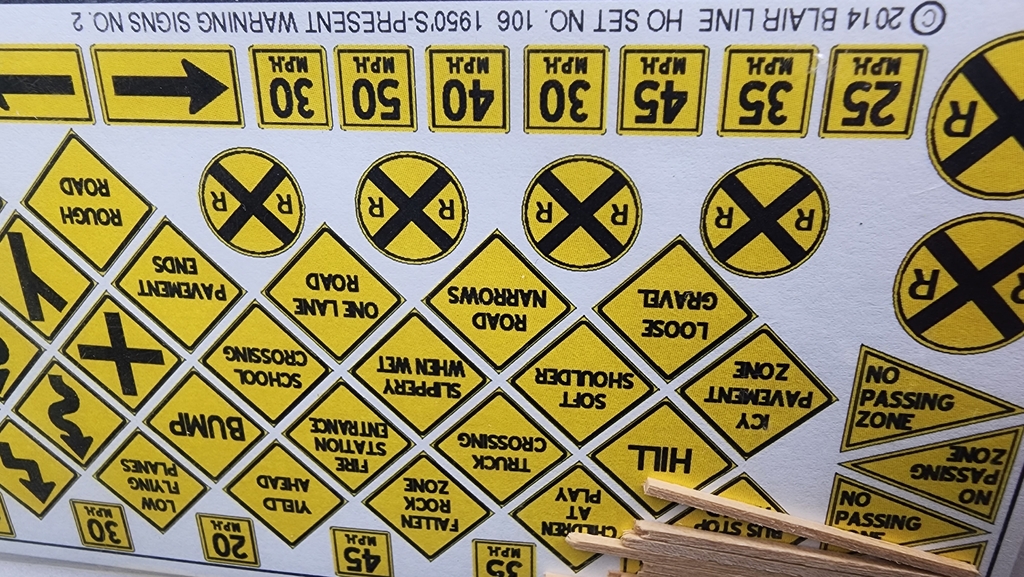 © 2014 BLAIR LINE HO SET NO. 106 1950'S-PRESENT WARNING SIGNS NO. 2
25
M.P.H.
35
M.P.H.
45
M.P.H.
30
M.P.H.
40
M.P.H.
50
M.P.H.
30
M.P.H.
R
R R
R R
R R
R R
R
ROUGH
ROAD
LOOSE
GRAVEL
ROAD
NARROWS
ONE LANE
ROAD
PAVEMENT
ENDS
ICY
PAVEMENT
ZONE
SOFT
SHOULDER
SLIPPERY
WHEN WET
SCHOOL
CROSSING
NO
PASSING
ZONE
HILL
TRUCK
CROSSING
FIRE
STATION
ENTRANCE
BUMP
NO
PASSING
ZONE
BUS STOP
CHILDREN
AT
PLAY
FALLEN
ROCK
ZONE
YIELD
AHEAD
LOW
FLYING
PLANES
NO
PASSING
35
M.P.H.
45
M.P.H.
20
M.P.H.
30
M.P.H.